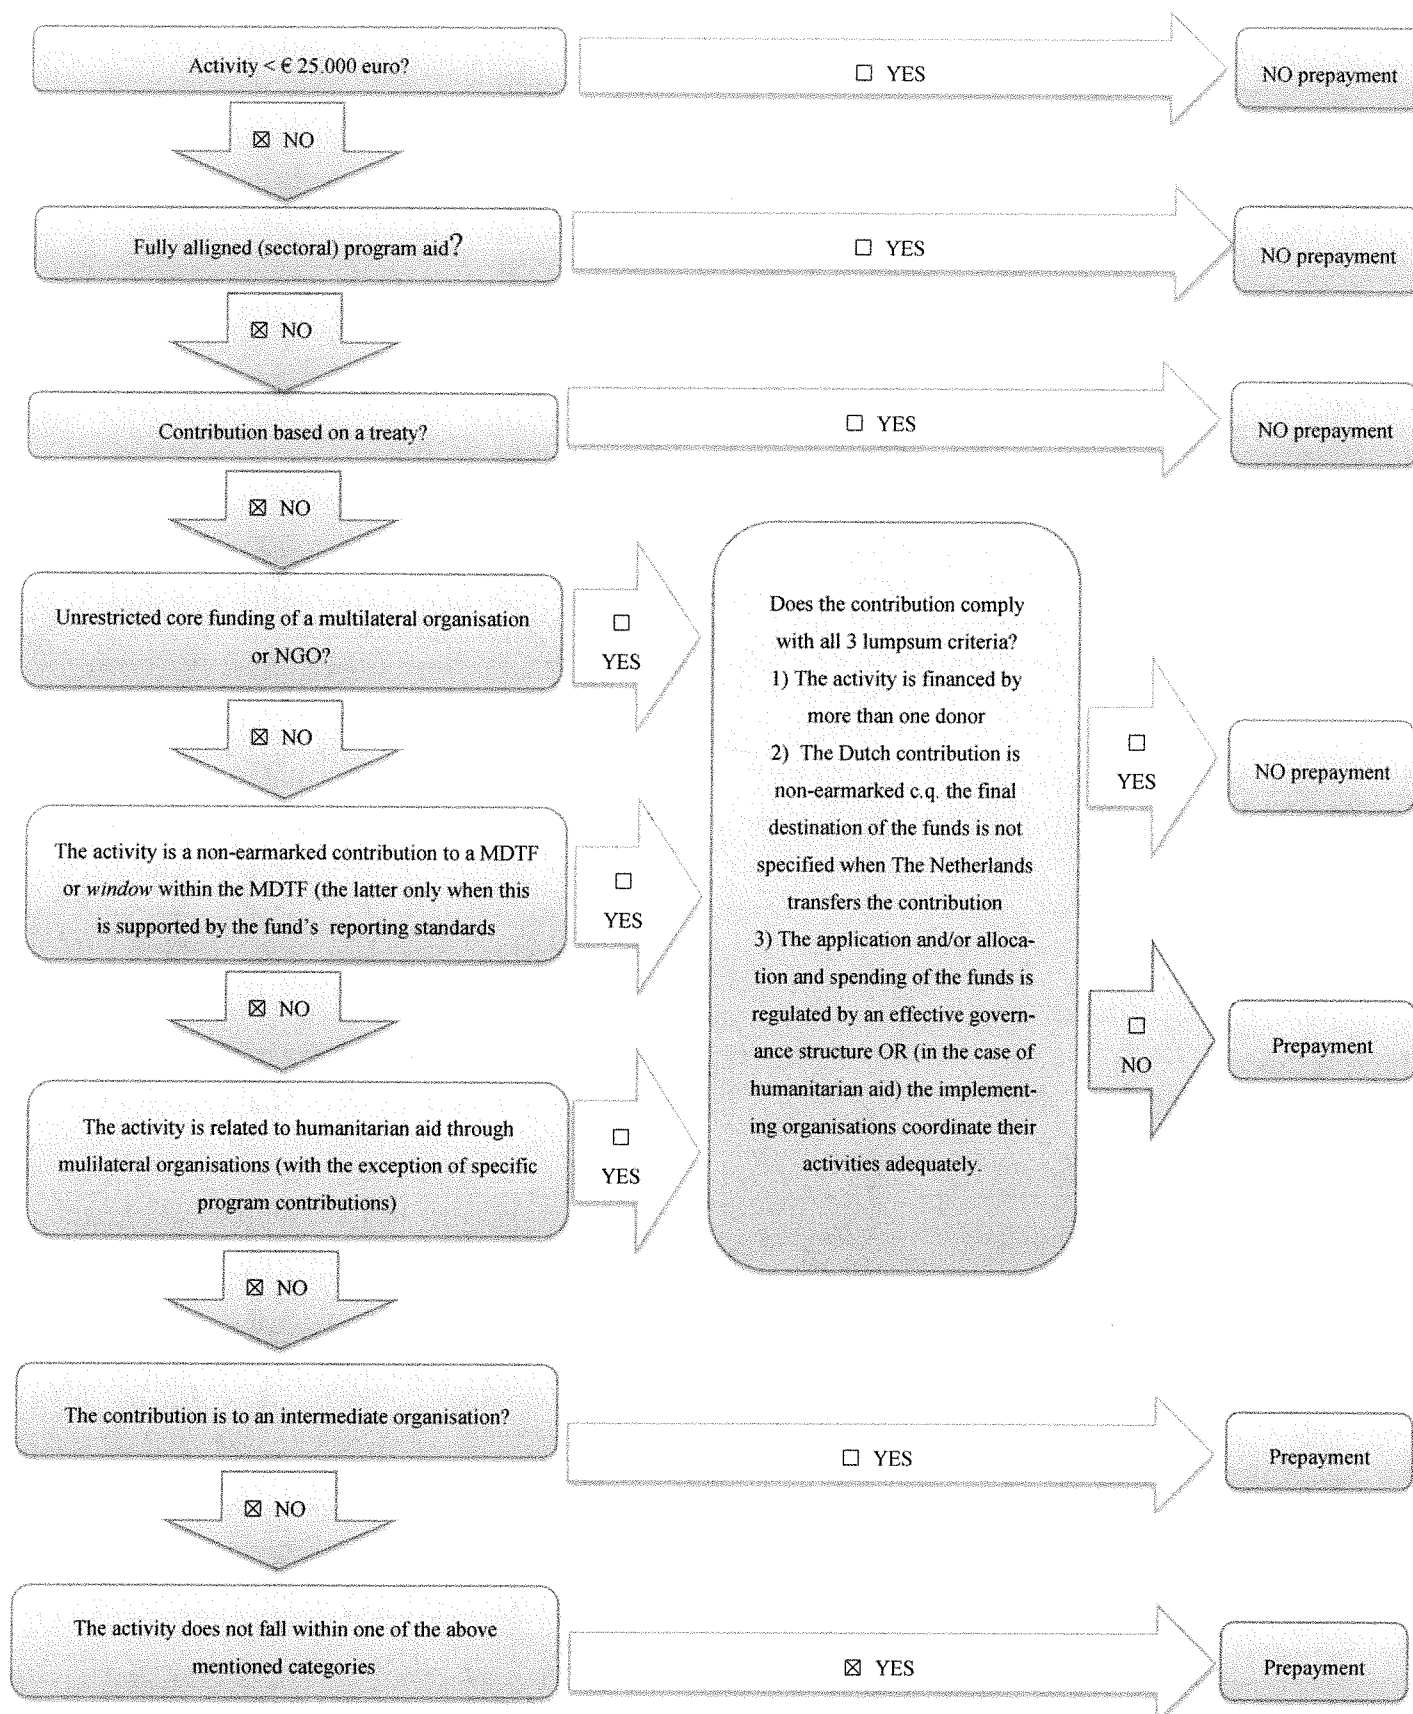 Activity < € 25.000 euro?
☐ YES
NO prepayment
☒ NO
Fully alligned (sectoral) program aid?
☐ YES
NO prepayment
☒ NO
Contribution based on a treaty?
☐ YES
NO prepayment
☒ NO
Unrestricted core funding of a multilateral organisation
or NGO?
☐
YES
☒ NO
The activity is a non-earmarked contribution to a MDTF
or window within the MDTF (the latter only when this
is supported by the fund's reporting standards
☐
YES
☒ NO
The activity is related to humanitarian aid through
mulilateral organisations (with the exception of specific
program contributions)
☐
YES
Does the contribution comply
with all 3 lumpsum criteria?
1) The activity is financed by
more than one donor
2) The Dutch contribution is
non-earmarked c.q. the final
destination of the funds is not
specified when The Netherlands
transfers the contribution
3) The application and/or alloca-
tion and spending of the funds is
regulated by an effective govern-
ance structure OR (in the case of
humanitarian aid) the implement-
ing organisations coordinate their
activities adequately.
☐
YES
NO prepayment
☐
NO
Prepayment
☒ NO
The contribution is to an intermediate organisation?
☐ YES
Prepayment
☒ NO
The activity does not fall within one of the above
mentioned categories
☒ YES
Prepayment